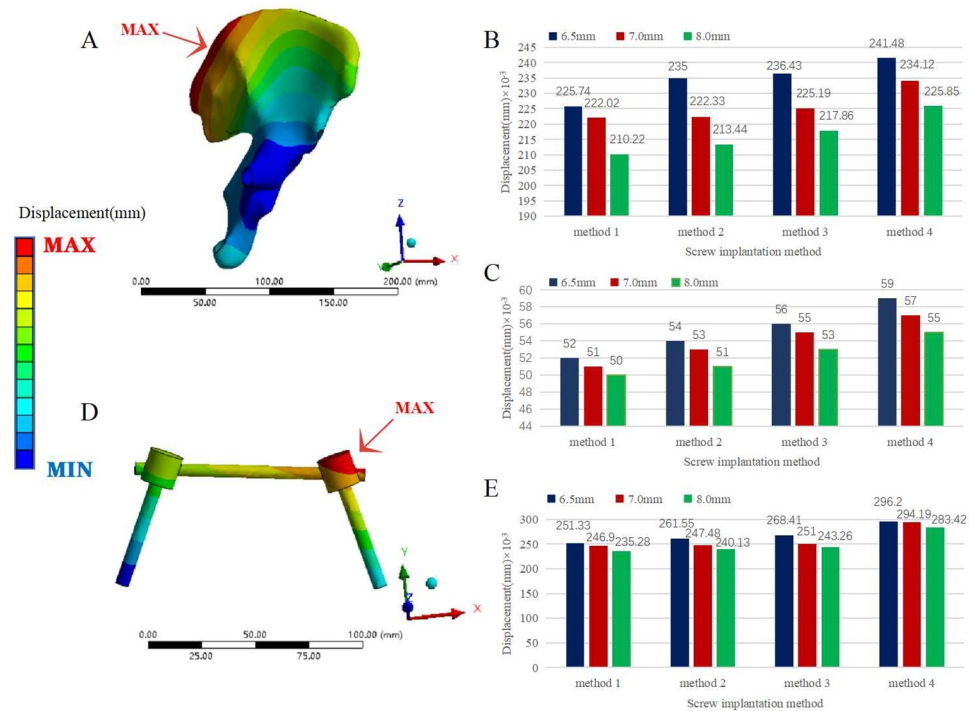 A
MAX
Displacement(mm)
MAX
MIN
Z
Y
X
0.00 100.00 200.00 (mm)
50.00 150.00
B
6.5mm 7.0mm 8.0mm
Displacement(mm)×10⁻³
245
240
235
230
225
220
215
210
205
200
195
190
225.74 222.02 210.22
235 222.33 213.44
236.43 225.19 217.86
241.48 234.12 225.85
method 1 method 2 method 3 method 4
Screw implantation method
C
6.5mm 7.0mm 8.0mm
Displacement(mm)×10⁻³
60
58
56
54
52
50
48
46
44
52 51 50
54 53 51
56 55 53
59 57 55
method 1 method 2 method 3 method 4
Screw implantation method
D
MAX
Y
Z
X
0.00 50.00 100.00 (mm)
25.00 75.00
E
6.5mm 7.0mm 8.0mm
Displacement(mm)×10⁻³
300
250
200
150
100
50
0
251.33 246.9 235.28
261.55 247.48 240.13
268.41 251 243.26
296.2 294.19 283.42
method 1 method 2 method 3 method 4
Screw implantation method